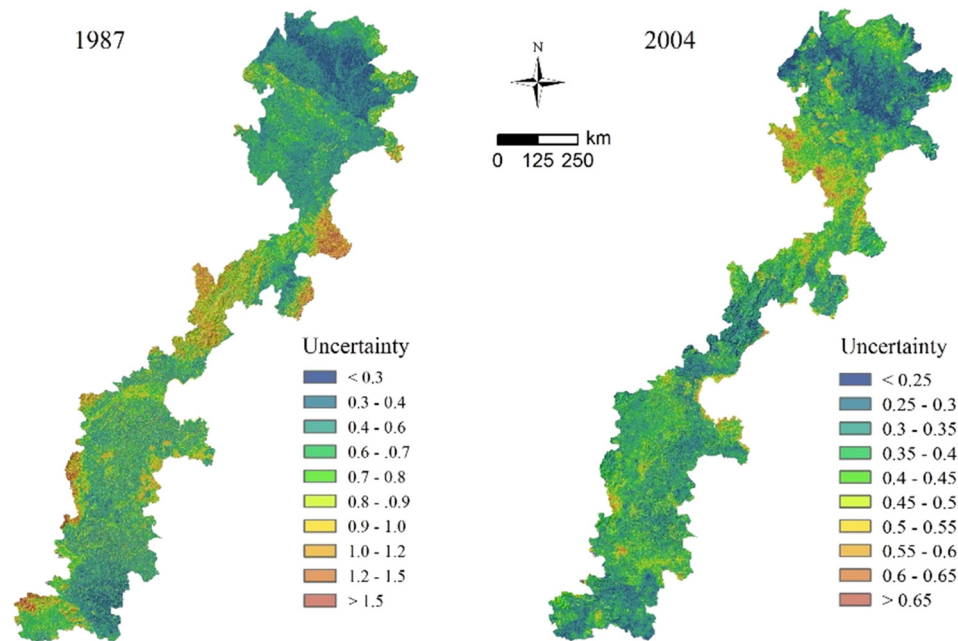 1987
N
km
0 125 250
2004
Uncertainty
< 0.3
0.3 - 0.4
0.4 - 0.6
0.6 - .0.7
0.7 - 0.8
0.8 - .0.9
0.9 - 1.0
1.0 - 1.2
1.2 - 1.5
> 1.5
Uncertainty
< 0.25
0.25 - 0.3
0.3 - 0.35
0.35 - 0.4
0.4 - 0.45
0.45 - 0.5
0.5 - 0.55
0.55 - 0.6
0.6 - 0.65
> 0.65